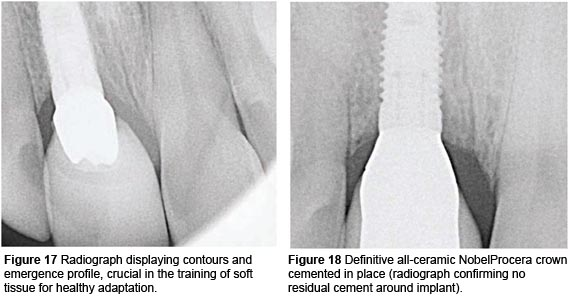 Figure 17 Radiograph displaying contours and
emergence profile, crucial in the training of soft
tissue for healthy adaptation.
Figure 18 Definitive all-ceramic NobelProcera crown
cemented in place (radiograph confirming no
residual cement around implant).